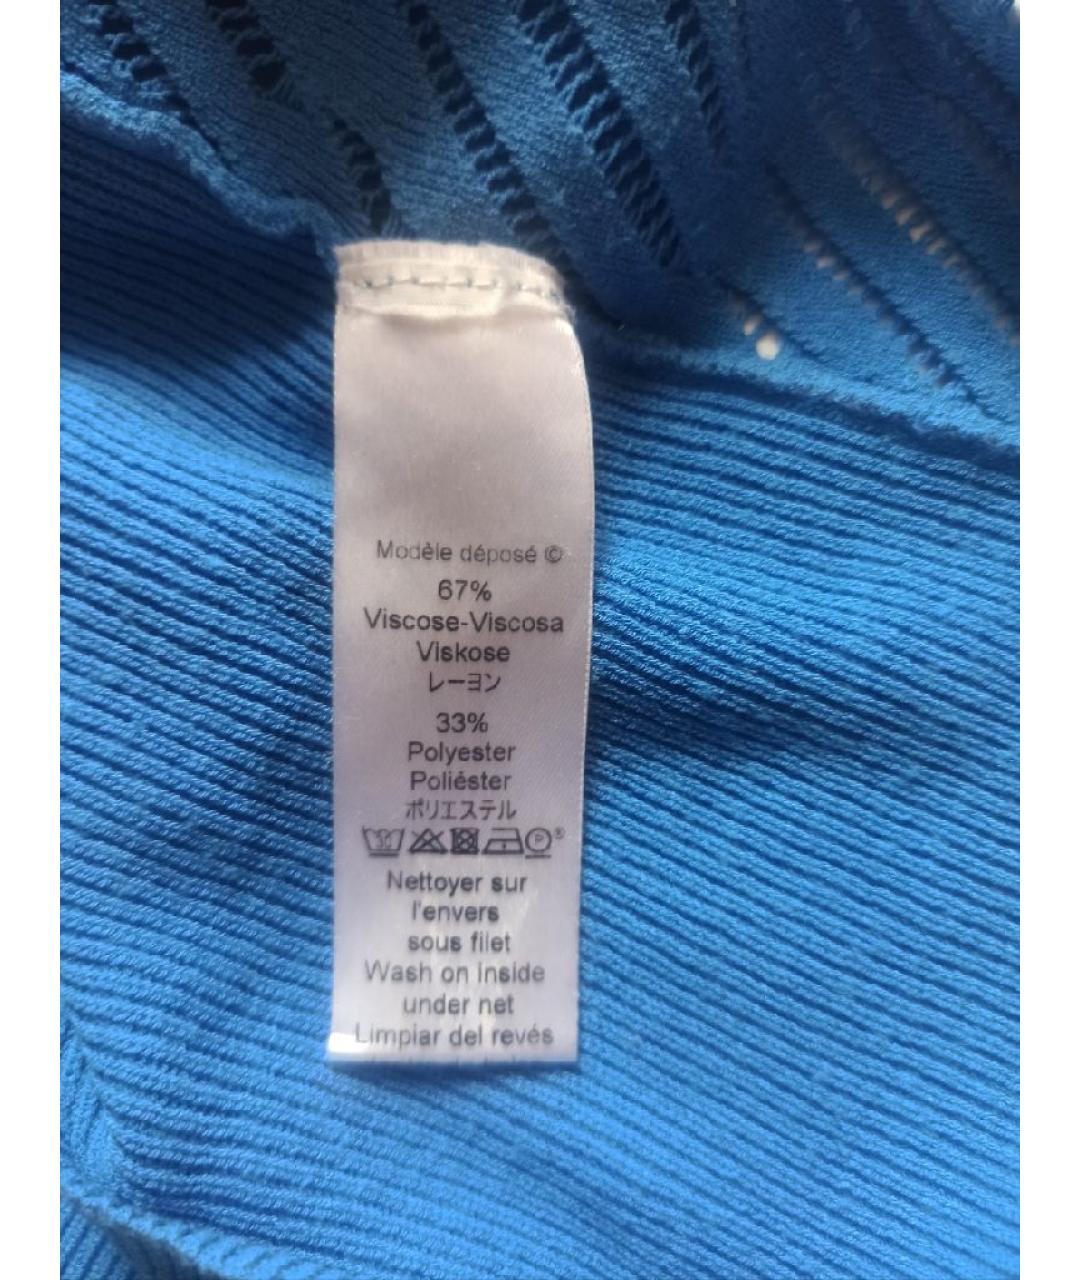 Modèle déposé ©
67%
Viscose-Viscosa
Viskose
レーヨン
33%
Polyester
Poliéster
ポリエステル
30 P ®
Nettoyer sur
l'envers
sous filet
Wash on inside
under net
Limpiar del revés